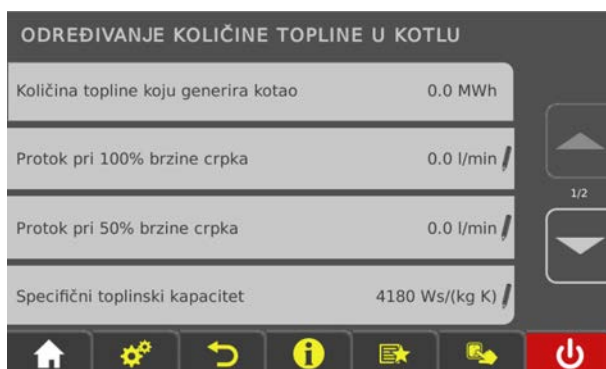 ODREĐIVANJE KOLIČINE TOPLINE U KOTLU
Količina topline koju generira kotao 0.0 MWh
Protok pri 100% brzine crpka 0.0 l/min
1/2
Protok pri 50% brzine crpka 0.0 l/min
Specifični toplinski kapacitet 4180 Ws/(kg K)